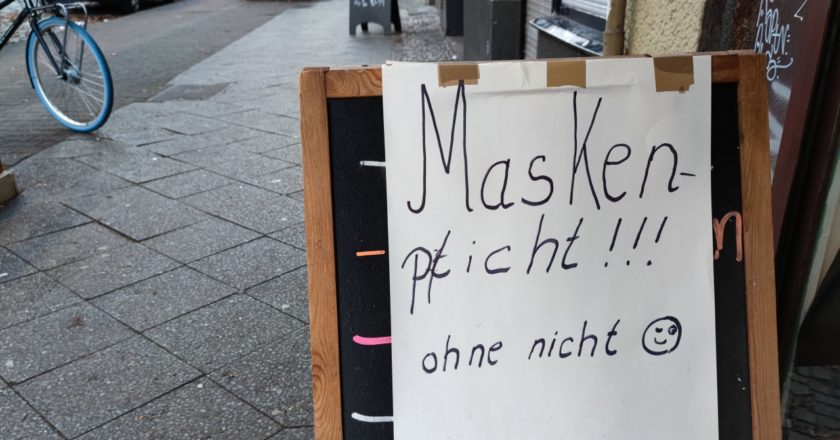 Masken-
pflicht!!!
ohne nicht